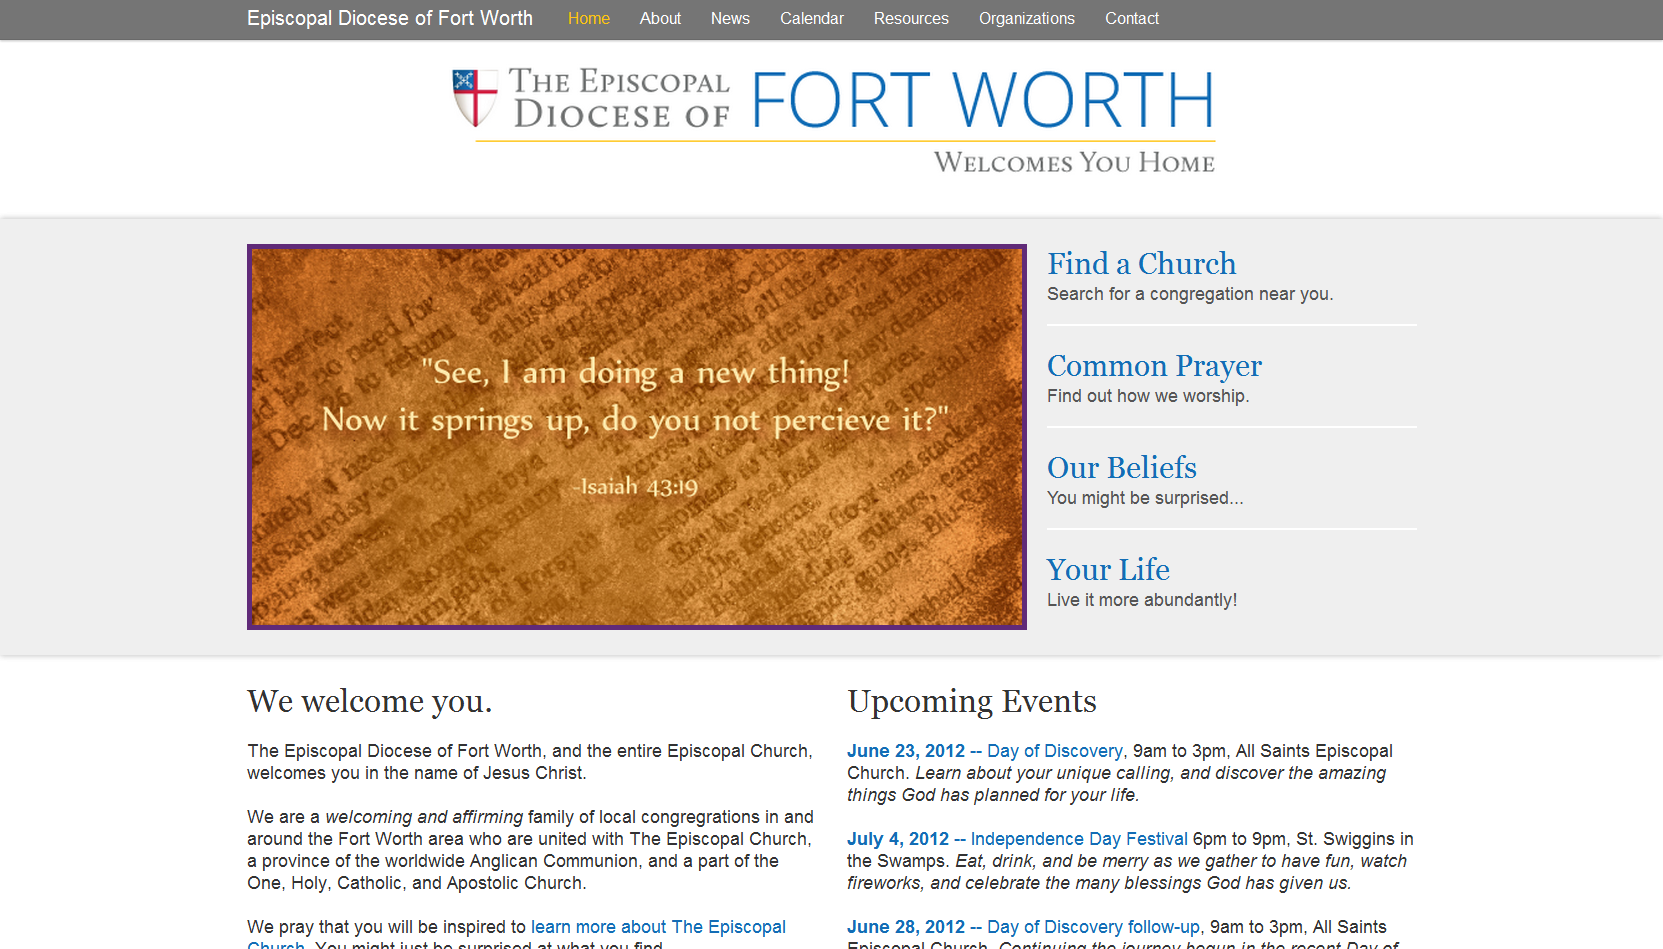 Episcopal Diocese of Fort Worth Home About News Calendar Resources Organizations Contact
THE EPISCOPAL
DIOCESE OF FORT WORTH
WELCOMES YOU HOME
"See, I am doing a new thing!
Now it springs up, do you not percieve it?"
-Isaiah 43:19
Find a Church
Search for a congregation near you.
Common Prayer
Find out how we worship.
Our Beliefs
You might be surprised...
Your Life
Live it more abundantly!
We welcome you.
The Episcopal Diocese of Fort Worth, and the entire Episcopal Church,
welcomes you in the name of Jesus Christ.
We are a welcoming and affirming family of local congregrations in and
around the Fort Worth area who are united with The Episcopal Church,
a province of the worldwide Anglican Communion, and a part of the
One, Holy, Catholic, and Apostolic Church.
We pray that you will be inspired to learn more about The Episcopal
Church. You might just be surprised at what you find.
Upcoming Events
June 23, 2012 -- Day of Discovery, 9am to 3pm, All Saints Episcopal
Church. Learn about your unique calling, and discover the amazing
things God has planned for your life.
July 4, 2012 -- Independence Day Festival 6pm to 9pm, St. Swiggins in
the Swamps. Eat, drink, and be merry as we gather to have fun, watch
fireworks, and celebrate the many blessings God has given us.
June 28, 2012 -- Day of Discovery follow-up, 9am to 3pm, All Saints
Episcopal Church. Continuing the journey begun in the recent Day of